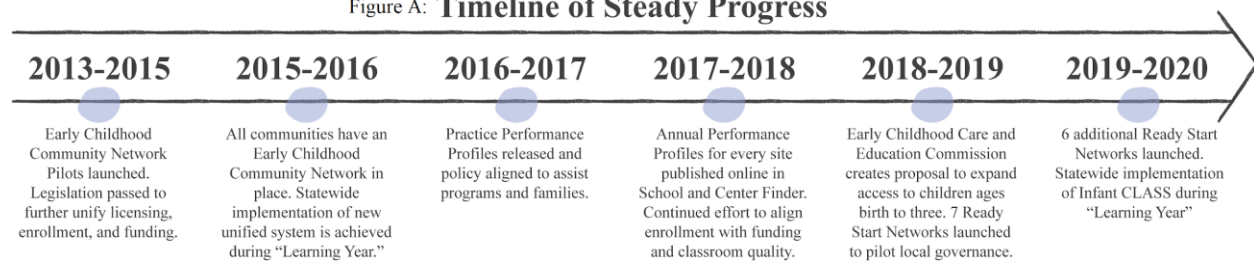 Figure A: Timeline of Steady Progress
2013-2015
Early Childhood
Community Network
Pilots launched.
Legislation passed to
further unify licensing,
enrollment, and funding.
2015-2016
All communities have an
Early Childhood
Community Network in
place. Statewide
implementation of new
unified system is achieved
during “Learning Year.”
2016-2017
Practice Performance
Profiles released and
policy aligned to assist
programs and families.
2017-2018
Annual Performance
Profiles for every site
published online in
School and Center Finder.
Continued effort to align
enrollment with funding
and classroom quality.
2018-2019
Early Childhood Care and
Education Commission
creates proposal to expand
access to children ages
birth to three. 7 Ready
Start Networks launched
to pilot local governance.
2019-2020
6 additional Ready Start
Networks launched.
Statewide implementation
of Infant CLASS during
“Learning Year”